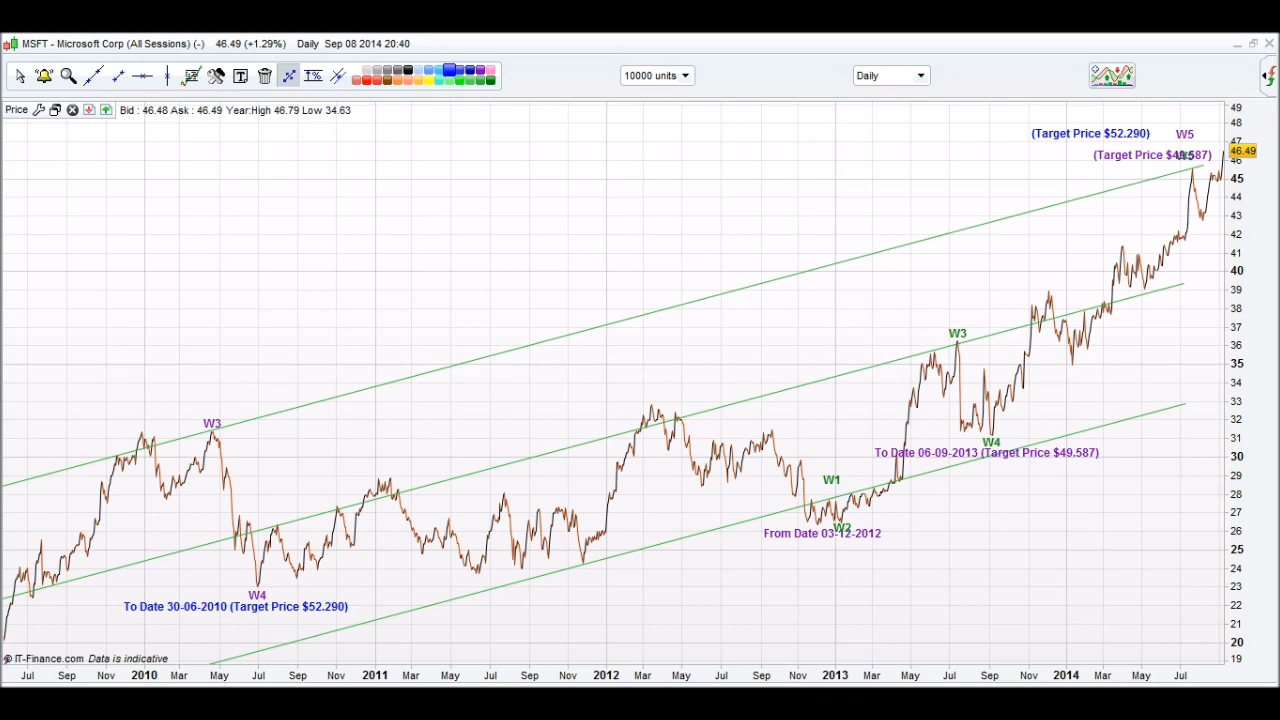 MSFT - Microsoft Corp (All Sessions) (-) 46.49 (+1.29%) Daily Sep 08 2014 20:40
10000 units Daily
Price Bid : 46.48 Ask : 46.49 Year:High 46.79 Low 34.63
49
48
(Target Price $52.290) W5
47
46.49
(Target Price $49.587)
46
45
44
43
42
41
40
39
38
37
W3
36
35
34
33
32
W3
31
W4
To Date 06-09-2013 (Target Price $49.587)
30
29
W1
28
27
W2
From Date 03-12-2012
26
25
24
23
W4
To Date 30-06-2010 (Target Price $52.290)
22
21
20
© IT-Finance.com Data is indicative
19
Jul Sep Nov 2010 Mar May Jul Sep Nov 2011 Mar May Jul Sep Nov 2012 Mar May Jul Sep Nov 2013 Mar May Jul Sep Nov 2014 Mar May Jul